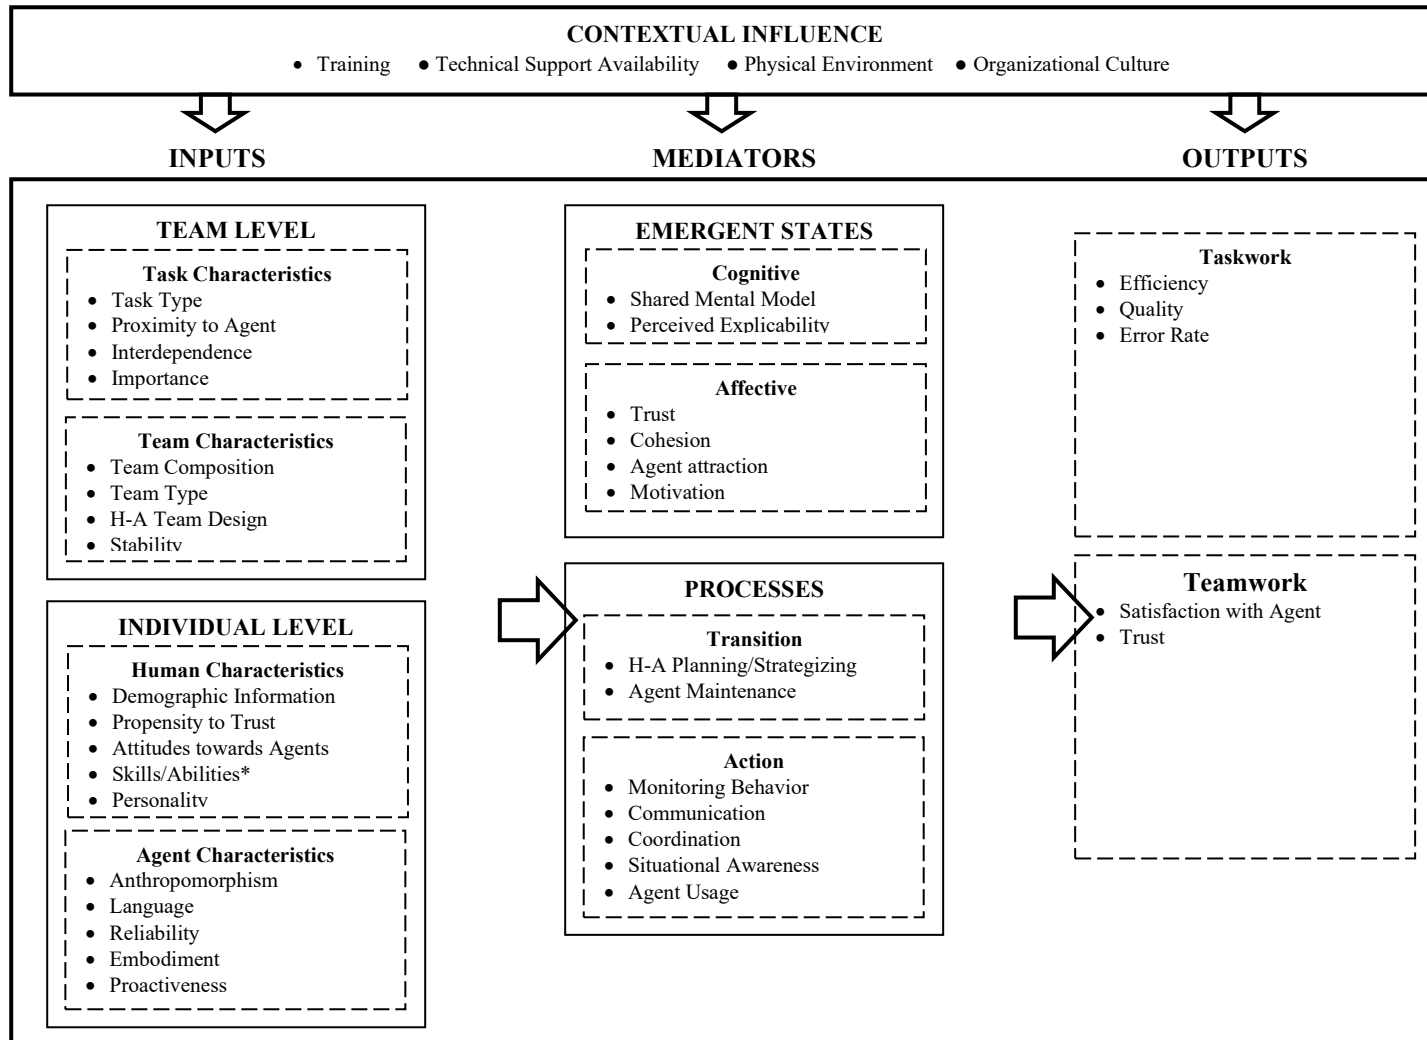 CONTEXTUAL INFLUENCE
• Training • Technical Support Availability • Physical Environment • Organizational Culture
INPUTS
MEDIATORS
OUTPUTS
TEAM LEVEL
Task Characteristics
• Task Type
• Proximity to Agent
• Interdependence
• Importance
Team Characteristics
• Team Composition
• Team Type
• H-A Team Design
• Stability
INDIVIDUAL LEVEL
Human Characteristics
• Demographic Information
• Propensity to Trust
• Attitudes towards Agents
• Skills/Abilities*
• Personality
Agent Characteristics
• Anthropomorphism
• Language
• Reliability
• Embodiment
• Proactiveness
EMERGENT STATES
Cognitive
• Shared Mental Model
• Perceived Explicability
Affective
• Trust
• Cohesion
• Agent attraction
• Motivation
PROCESSES
Transition
• H-A Planning/Strategizing
• Agent Maintenance
Action
• Monitoring Behavior
• Communication
• Coordination
• Situational Awareness
• Agent Usage
Taskwork
• Efficiency
• Quality
• Error Rate
Teamwork
• Satisfaction with Agent
• Trust